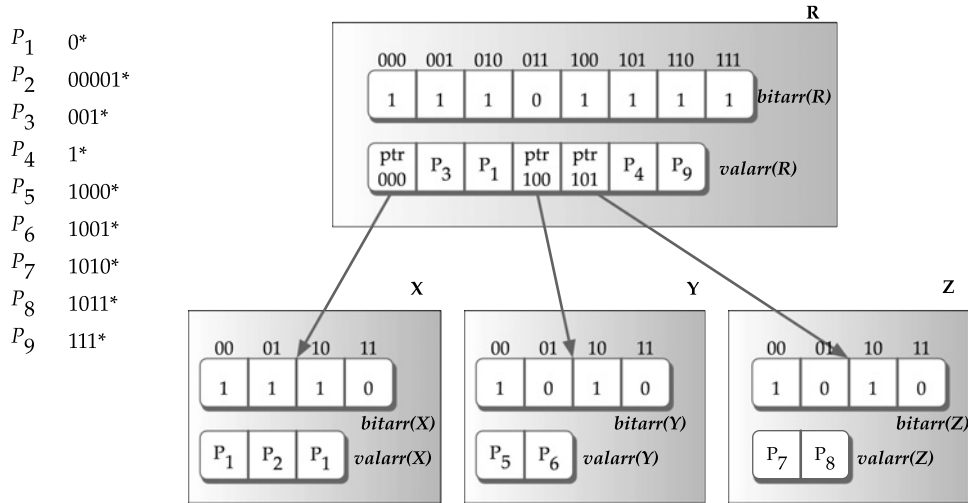 P1 0*
P2 00001*
P3 001*
P4 1*
P5 1000*
P6 1001*
P7 1010*
P8 1011*
P9 111*
R
000 001 010 011 100 101 110 111
1 1 1 0 1 1 1 1
bitarr(R)
ptr 000 P3 P1 ptr 100 ptr 101 P4 P9
valarr(R)
X
00 01 10 11
1 1 1 0
bitarr(X)
P1 P2 P1
valarr(X)
Y
00 01 10 11
1 0 1 0
bitarr(Y)
P5 P6
valarr(Y)
Z
00 01 10 11
1 0 1 0
bitarr(Z)
P7 P8
valarr(Z)